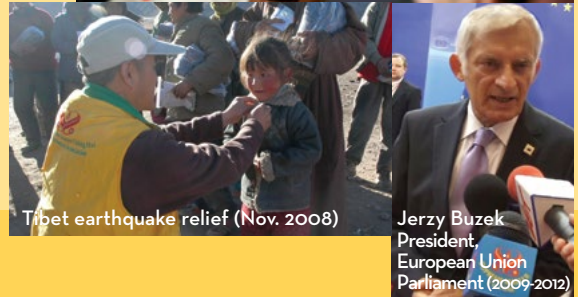 Tibet earthquake relief (Nov. 2008)
Jerzy Buzek
President,
European Union
Parliament (2009-2012)